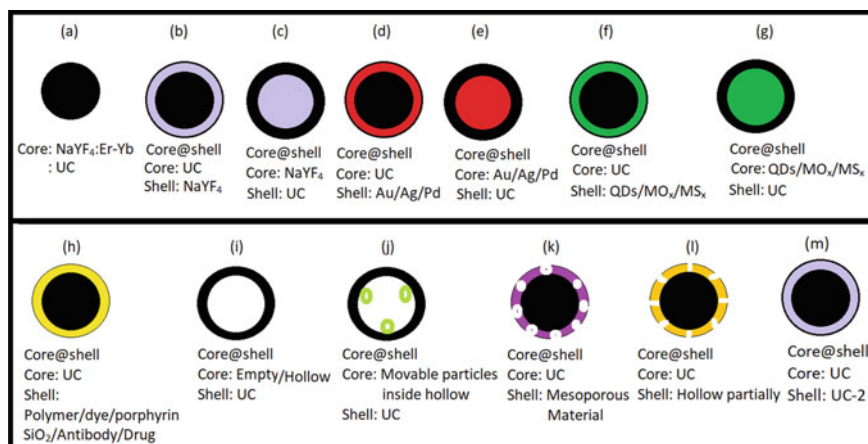 (a)
Core: NaYF₄:Er-Yb
: UC
(b)
Core@shell
Core: UC
Shell: NaYF₄
(c)
Core@shell
Core: NaYF₄
Shell: UC
(d)
Core@shell
Core: UC
Shell: Au/Ag/Pd
(e)
Core@shell
Core: Au/Ag/Pd
Shell: UC
(f)
Core@shell
Core: UC
Shell: QDs/MOₓ/MSₓ
(g)
Core@shell
Core: QDs/MOₓ/MSₓ
Shell: UC
(h)
Core@shell
Core: UC
Shell:
Polymer/dye/porphyrin
SiO₂/Antibody/Drug
(i)
Core@shell
Core: Empty/Hollow
Shell: UC
(j)
Core@shell
Core: Movable particles
inside hollow
Shell: UC
(k)
Core@shell
Core: UC
Shell: Mesoporous
Material
(l)
Core@shell
Core: UC
Shell: Hollow partially
(m)
Core@shell
Core: UC
Shell: UC-2